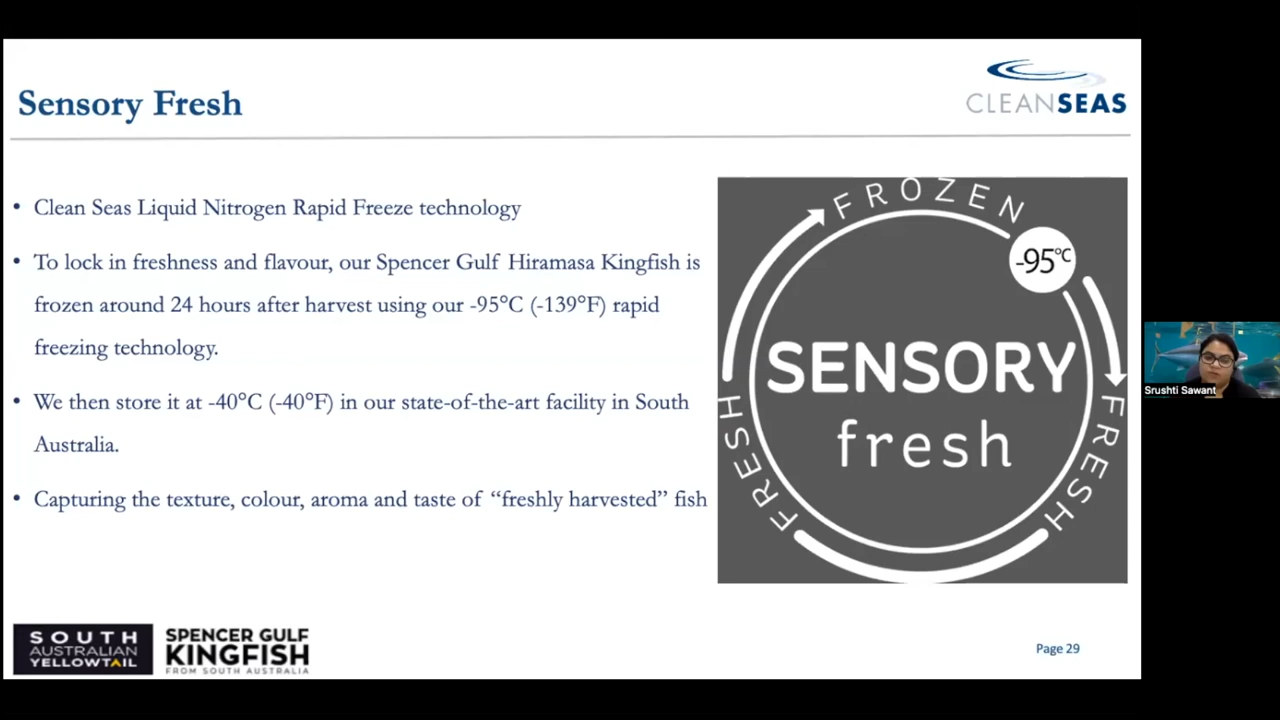 Sensory Fresh
CLEANSEAS
• Clean Seas Liquid Nitrogen Rapid Freeze technology
• To lock in freshness and flavour, our Spencer Gulf Hiramasa Kingfish is
frozen around 24 hours after harvest using our -95°C (-139°F) rapid
freezing technology.
• We then store it at -40°C (-40°F) in our state-of-the-art facility in South
Australia.
• Capturing the texture, colour, aroma and taste of “freshly harvested” fish
FROZEN
-95°C
SENSORY
fresh
FRESH
FRESH
Srushti Sawant
SOUTH
AUSTRALIAN
YELLOWTAIL
SPENCER GULF
KINGFISH
FROM SOUTH AUSTRALIA
Page 29